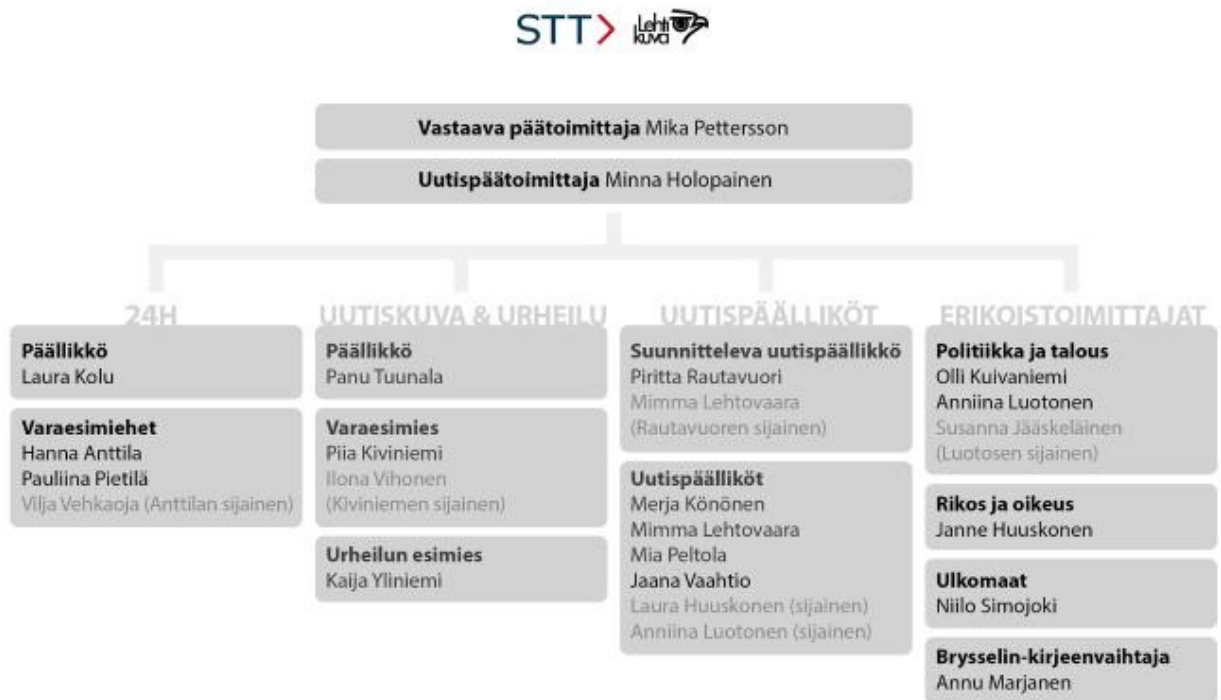 STT
Lehti
kuva
Vastaava päätoimittaja Mika Pettersson
Uutispäätoimittaja Minna Holopainen
24H
Päällikkö
Laura Kolu
Varaesimiehet
Hanna Anttila
Pauliina Pietilä
Vilja Vehkaoja (Anttilan sijainen)
UUTISKUVA & URHEILU
Päällikkö
Panu Tuunala
Varaesimies
Piia Kiviniemi
Ilona Vihonen
(Kiviniemen sijainen)
Urheilun esimies
Kaija Yliniemi
UUTISPÄÄLLIKÖT
Suunnitteleva uutispäällikkö
Piritta Rautavuori
Mimma Lehtovaara
(Rautavuoren sijainen)
Uutispäälliköt
Merja Könönen
Mimma Lehtovaara
Mia Peltola
Jaana Vaahtio
Laura Huuskonen (sijainen)
Anniina Luotonen (sijainen)
ERIKOISTOIMITTAJAT
Politiikka ja talous
Olli Kuivaniemi
Anniina Luotonen
Susanna Jääskeläinen
(Luotosen sijainen)
Rikos ja oikeus
Janne Huuskonen
Ulkomaat
Niilo Simojoki
Brysselin-kirjeenvaihtaja
Annu Marjanen